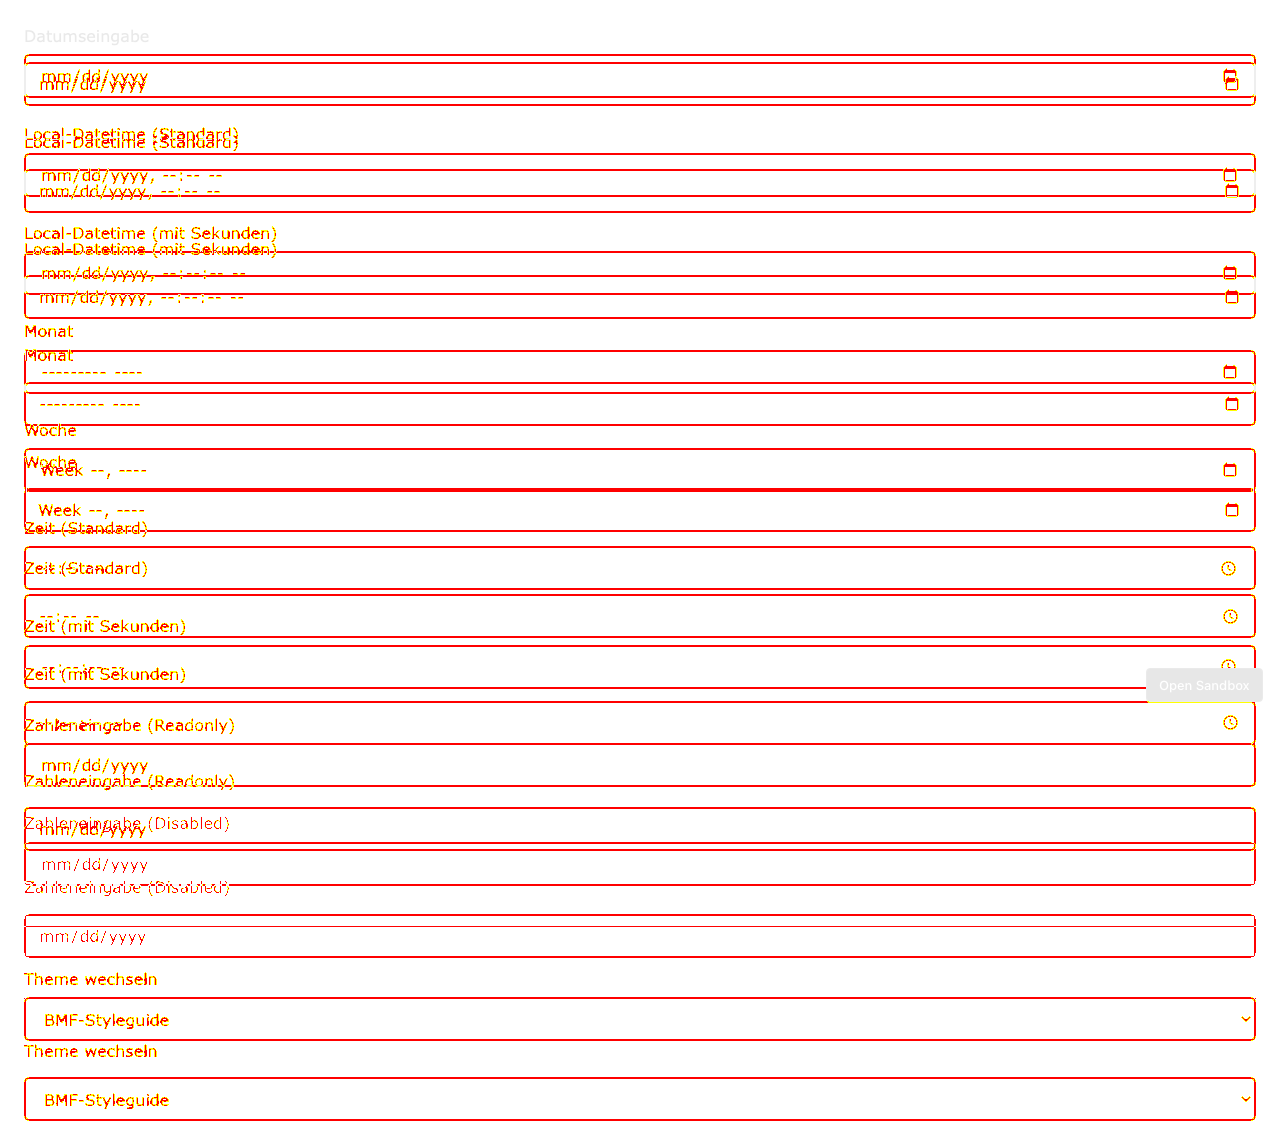 Datumseingabe
mm/dd/yyyy
mm/dd/yyyy
Local-Datetime (Standard)
Local-Datetime (Standard)
mm/dd/yyyy, --:-- --
mm/dd/yyyy, --:-- --
Local-Datetime (mit Sekunden)
Local-Datetime (mit Sekunden)
mm/dd/yyyy, --:--:-- --
mm/dd/yyyy, --:--:-- --
Monat
Monat
--------- ----
--------- ----
Woche
Woche
Week --, ----
Week --, ----
Zeit (Standard)
Zeit (Standard)
--:-- --
Zeit (mit Sekunden)
Zeit (mit Sekunden)
Open Sandbox
Zahleneingabe (Readonly)
mm/dd/yyyy
Zahleneingabe (Readonly)
Zahleneingabe (Disabled)
mm/dd/yyyy
mm/dd/yyyy
Zahleneingabe (Disabled)
mm/dd/yyyy
Theme wechseln
BMF-Styleguide
Theme wechseln
BMF-Styleguide